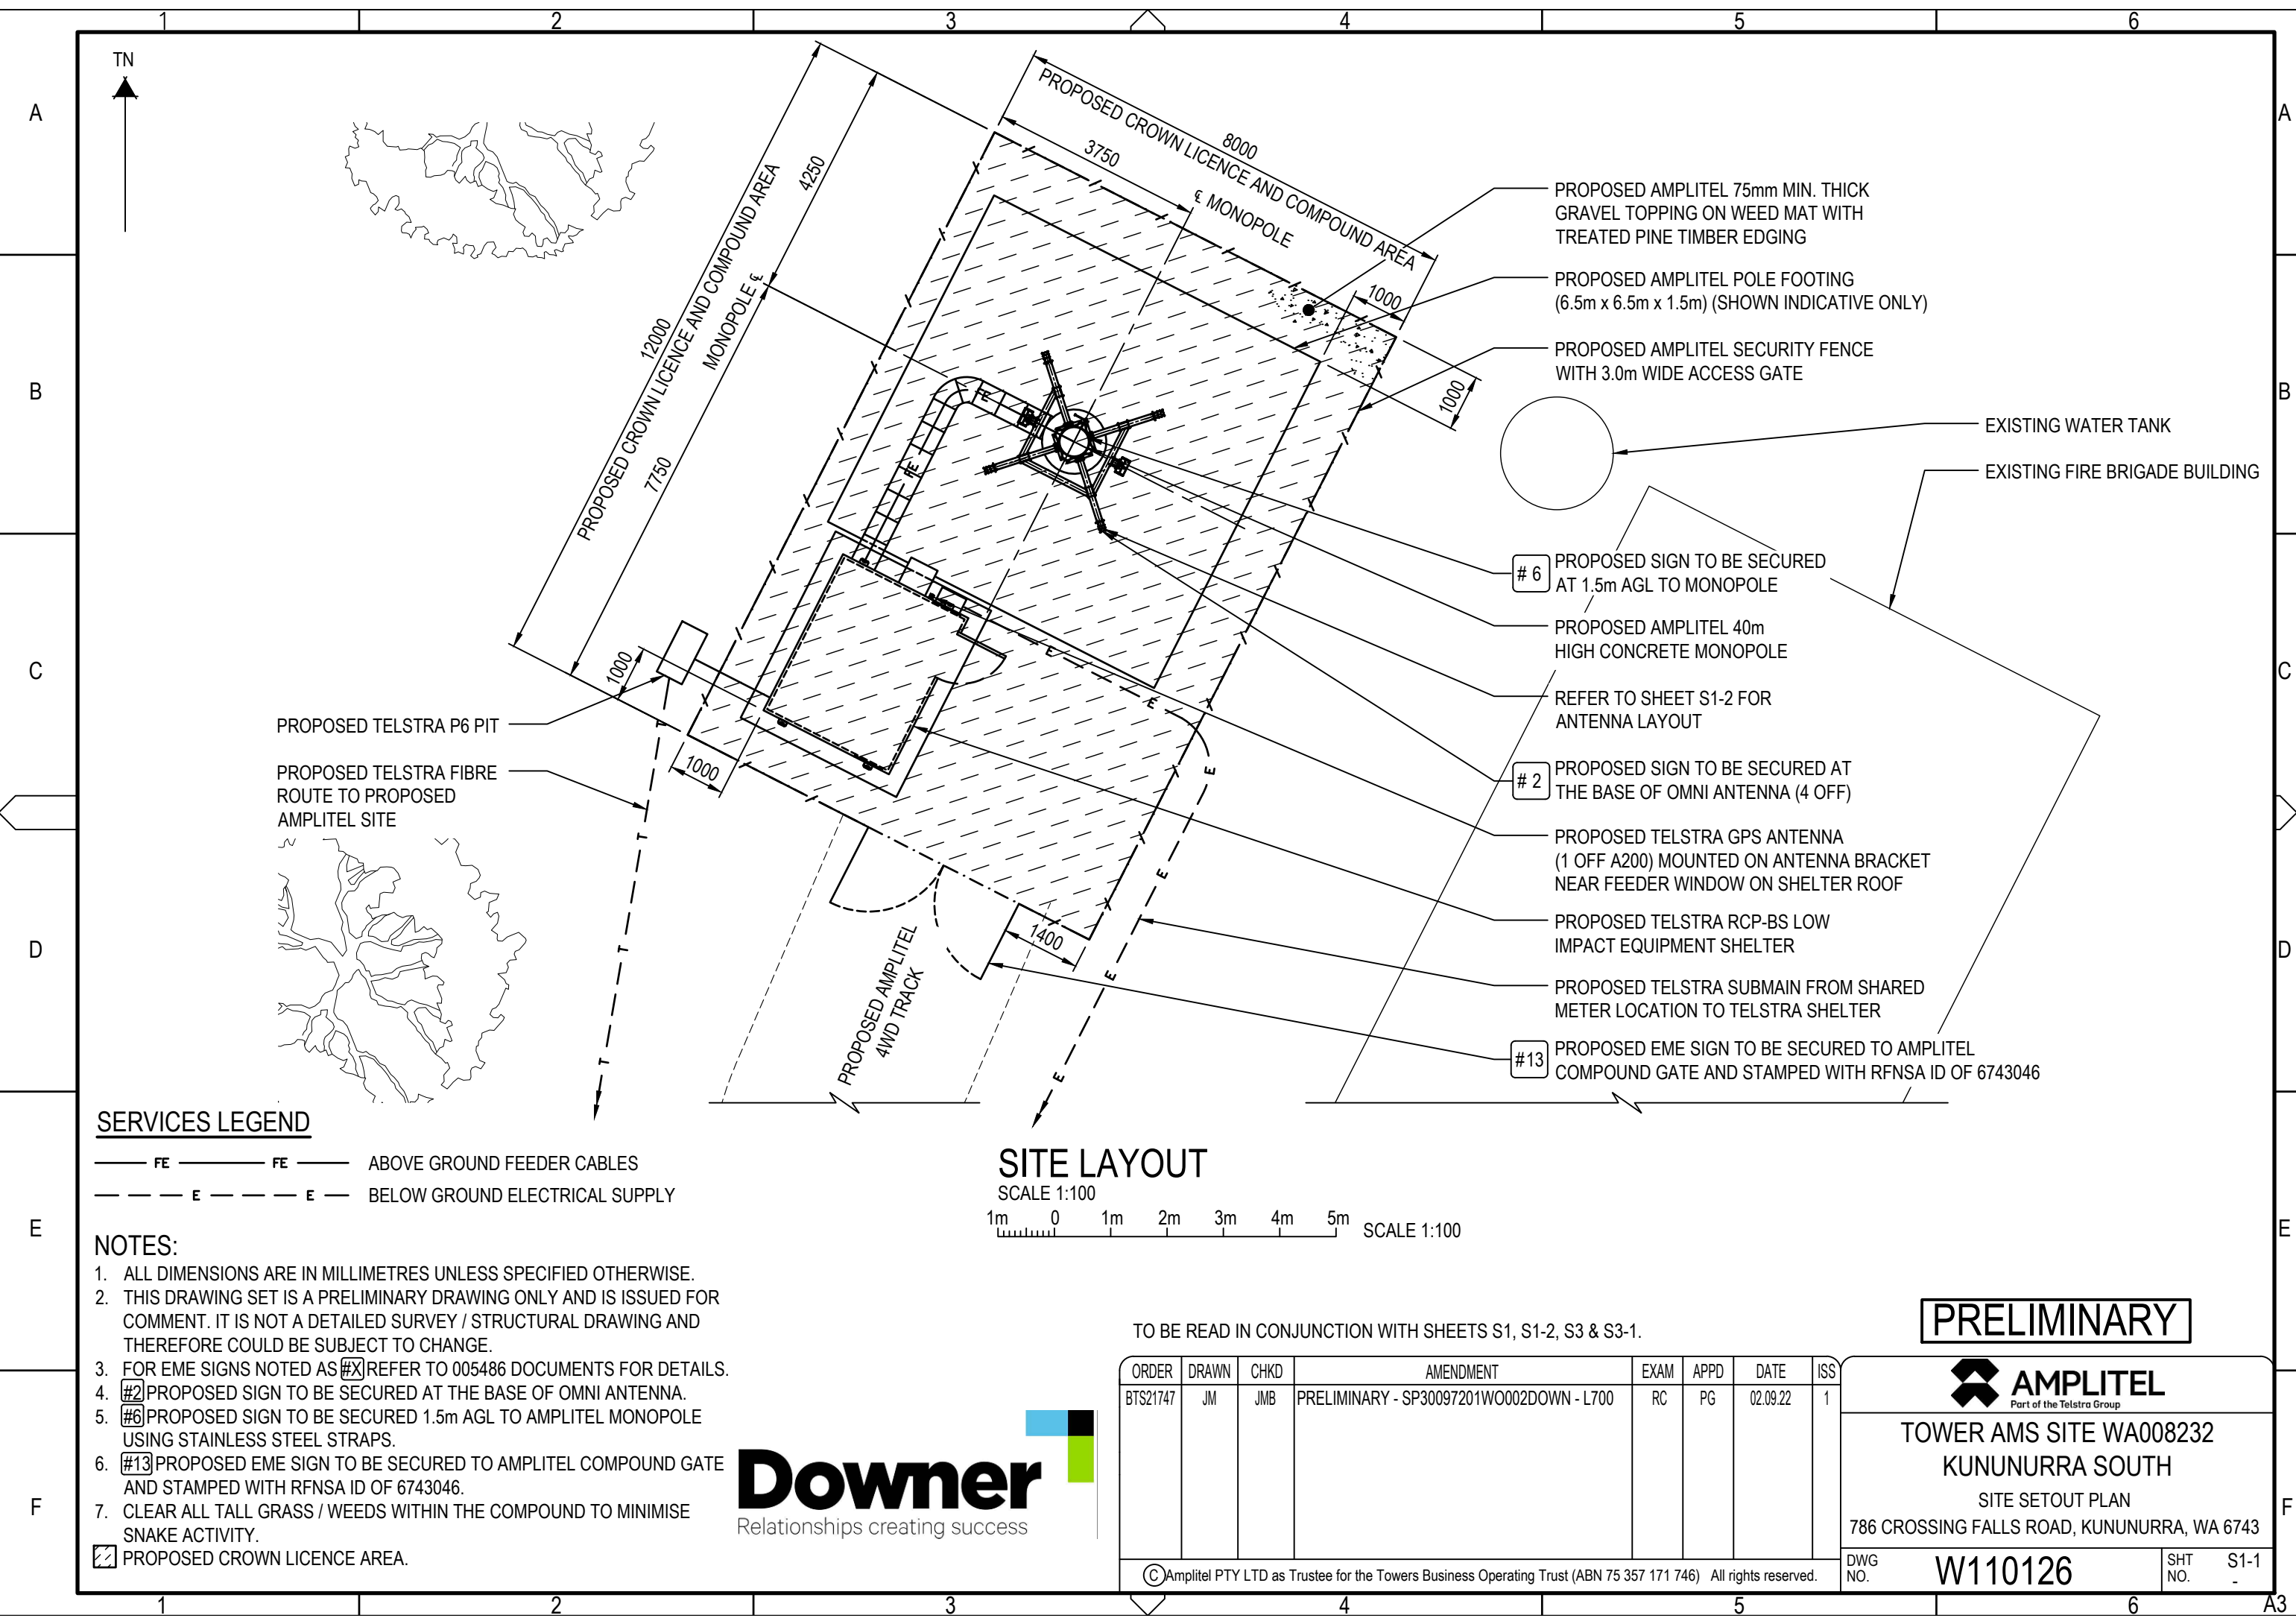 1 2 3 4 5 6
A
B
C
D
E
F
A
B
C
D
E
F
TN
PROPOSED CROWN LICENCE AND COMPOUND AREA
8000
3750
℄ MONOPOLE
12000
PROPOSED CROWN LICENCE AND COMPOUND AREA
4250
MONOPOLE ℄
7750
1000
1000
1000
1000
1400
FE
FE
E
E
E
E
E
E
T
T
T
T
PROPOSED AMPLITEL 75mm MIN. THICK
GRAVEL TOPPING ON WEED MAT WITH
TREATED PINE TIMBER EDGING
PROPOSED AMPLITEL POLE FOOTING
(6.5m x 6.5m x 1.5m) (SHOWN INDICATIVE ONLY)
PROPOSED AMPLITEL SECURITY FENCE
WITH 3.0m WIDE ACCESS GATE
EXISTING WATER TANK
EXISTING FIRE BRIGADE BUILDING
# 6 PROPOSED SIGN TO BE SECURED
AT 1.5m AGL TO MONOPOLE
PROPOSED AMPLITEL 40m
HIGH CONCRETE MONOPOLE
REFER TO SHEET S1-2 FOR
ANTENNA LAYOUT
# 2 PROPOSED SIGN TO BE SECURED AT
THE BASE OF OMNI ANTENNA (4 OFF)
PROPOSED TELSTRA GPS ANTENNA
(1 OFF A200) MOUNTED ON ANTENNA BRACKET
NEAR FEEDER WINDOW ON SHELTER ROOF
PROPOSED TELSTRA RCP-BS LOW
IMPACT EQUIPMENT SHELTER
PROPOSED TELSTRA SUBMAIN FROM SHARED
METER LOCATION TO TELSTRA SHELTER
#13 PROPOSED EME SIGN TO BE SECURED TO AMPLITEL
COMPOUND GATE AND STAMPED WITH RFNSA ID OF 6743046
PROPOSED TELSTRA P6 PIT
PROPOSED TELSTRA FIBRE
ROUTE TO PROPOSED
AMPLITEL SITE
PROPOSED AMPLITEL
4WD TRACK
SERVICES LEGEND
FE FE ABOVE GROUND FEEDER CABLES
E E BELOW GROUND ELECTRICAL SUPPLY
SITE LAYOUT
SCALE 1:100
1m 0 1m 2m 3m 4m 5m SCALE 1:100
NOTES:
1. ALL DIMENSIONS ARE IN MILLIMETRES UNLESS SPECIFIED OTHERWISE.
2. THIS DRAWING SET IS A PRELIMINARY DRAWING ONLY AND IS ISSUED FOR
COMMENT. IT IS NOT A DETAILED SURVEY / STRUCTURAL DRAWING AND
THEREFORE COULD BE SUBJECT TO CHANGE.
3. FOR EME SIGNS NOTED AS #X REFER TO 005486 DOCUMENTS FOR DETAILS.
4. #2 PROPOSED SIGN TO BE SECURED AT THE BASE OF OMNI ANTENNA.
5. #6 PROPOSED SIGN TO BE SECURED 1.5m AGL TO AMPLITEL MONOPOLE
USING STAINLESS STEEL STRAPS.
6. #13 PROPOSED EME SIGN TO BE SECURED TO AMPLITEL COMPOUND GATE
AND STAMPED WITH RFNSA ID OF 6743046.
7. CLEAR ALL TALL GRASS / WEEDS WITHIN THE COMPOUND TO MINIMISE
SNAKE ACTIVITY.
PROPOSED CROWN LICENCE AREA.
Downer
Relationships creating success
TO BE READ IN CONJUNCTION WITH SHEETS S1, S1-2, S3 & S3-1.
PRELIMINARY
ORDER DRAWN CHKD AMENDMENT EXAM APPD DATE ISS
BTS21747 JM JMB PRELIMINARY - SP30097201WO002DOWN - L700 RC PG 02.09.22 1
© Amplitel PTY LTD as Trustee for the Towers Business Operating Trust (ABN 75 357 171 746) All rights reserved.
AMPLITEL
Part of the Telstra Group
TOWER AMS SITE WA008232
KUNUNURRA SOUTH
SITE SETOUT PLAN
786 CROSSING FALLS ROAD, KUNUNURRA, WA 6743
DWG NO. W110126 SHT NO. S1-1
-
1 2 3 4 5 6 A3